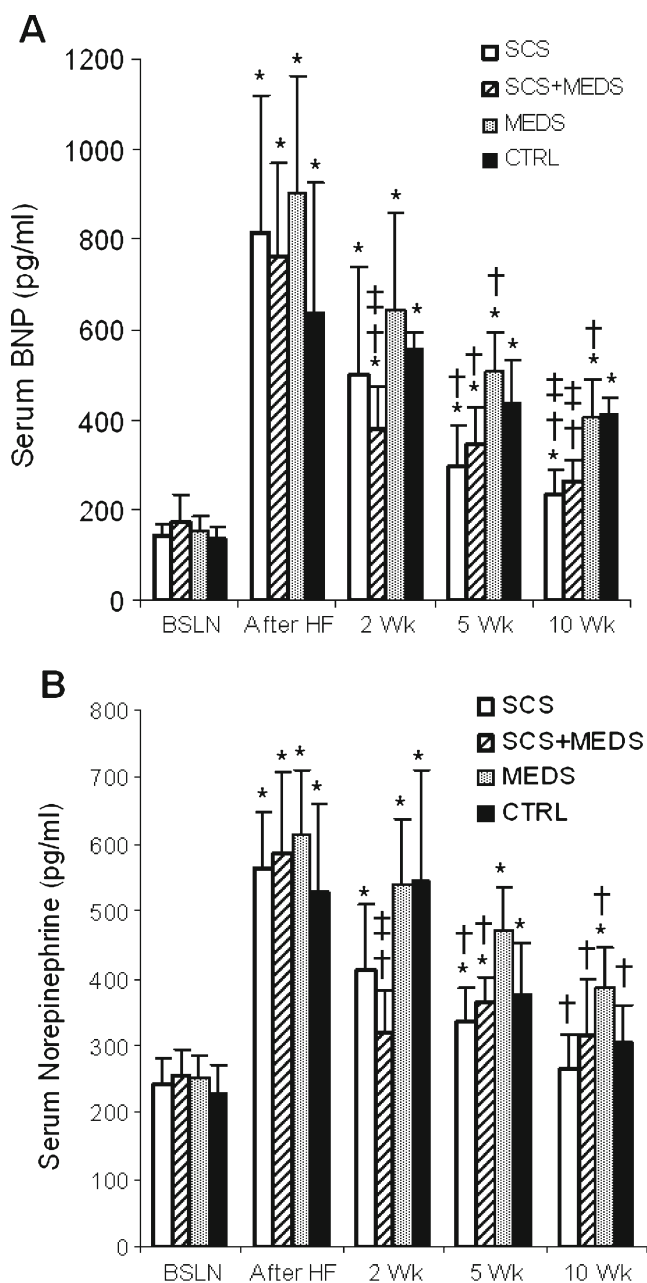 A
SCS
SCS+MEDS
MEDS
CTRL
Serum BNP (pg/ml)
1200
1000
800
600
400
200
0
* * * *
* ‡†* * *
†* †* †* *
‡†* ‡† †* *
BSLN After HF 2 Wk 5 Wk 10 Wk
B
SCS
SCS+MEDS
MEDS
CTRL
Serum Norepinephrine (pg/ml)
800
700
600
500
400
300
200
100
0
* * * *
* ‡† * *
†* †* * *
† † †* †
BSLN After HF 2 Wk 5 Wk 10 Wk